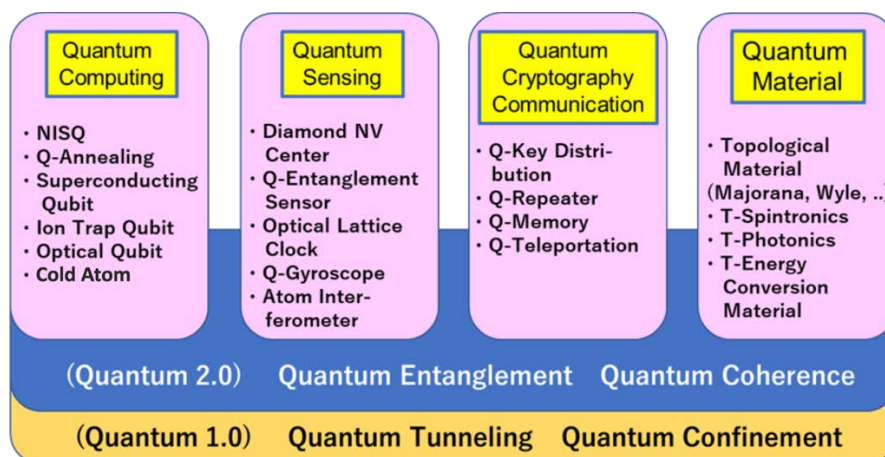 Quantum
Computing
· NISQ
· Q-Annealing
· Superconducting
Qubit
· Ion Trap Qubit
· Optical Qubit
· Cold Atom
Quantum
Sensing
· Diamond NV
Center
· Q-Entanglement
Sensor
· Optical Lattice
Clock
· Q-Gyroscope
· Atom Inter-
ferometer
Quantum
Cryptography
Communication
· Q-Key Distri-
bution
· Q-Repeater
· Q-Memory
· Q-Teleportation
Quantum
Material
· Topological
Material
(Majorana, Wyle, ..)
· T-Spintronics
· T-Photonics
· T-Energy
Conversion
Material
(Quantum 2.0) Quantum Entanglement Quantum Coherence
(Quantum 1.0) Quantum Tunneling Quantum Confinement